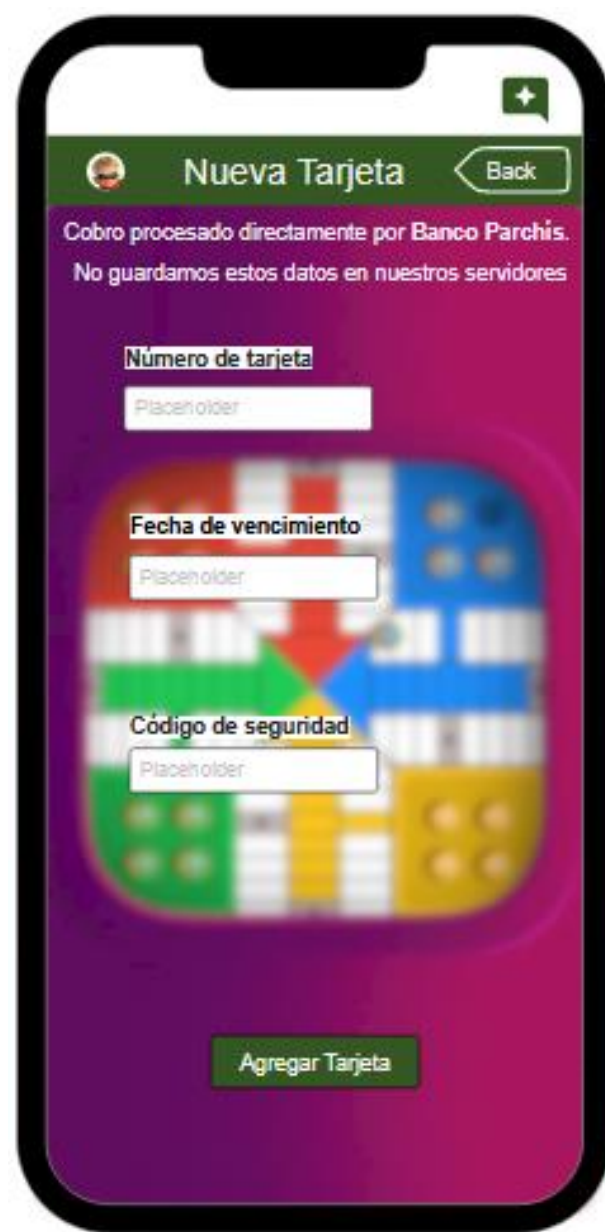 Nueva Tarjeta
Back
Cobro procesado directamente por Banco Parchís.
No guardamos estos datos en nuestros servidores
Número de tarjeta
Placeholder
Fecha de vencimiento
Placeholder
Código de seguridad
Placeholder
Agregar Tarjeta